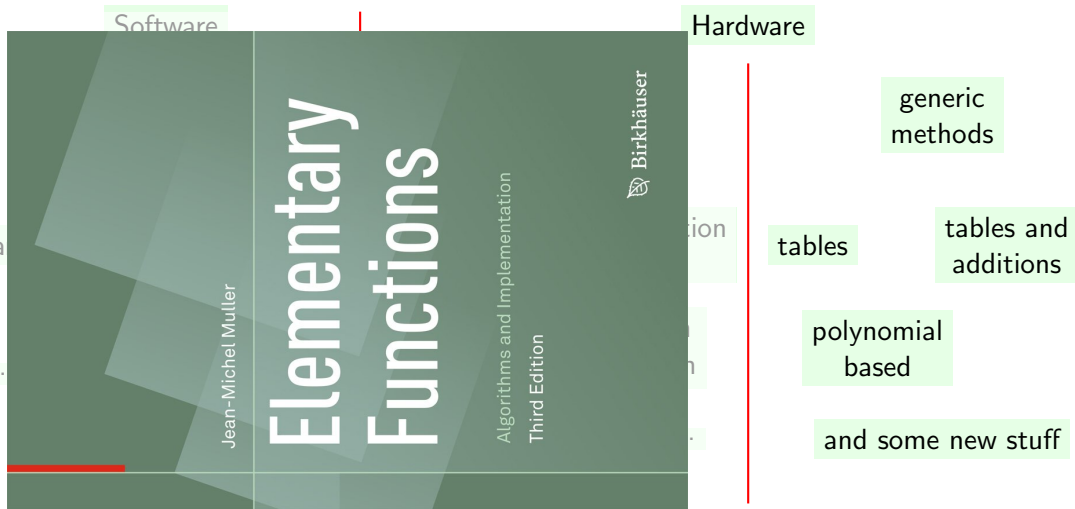 Software
Hardware
Jean-Michel Muller
Elementary
Functions
Algorithms and Implementation
Third Edition
Birkhäuser
generic
methods
tables
tables and
additions
polynomial
based
and some new stuff